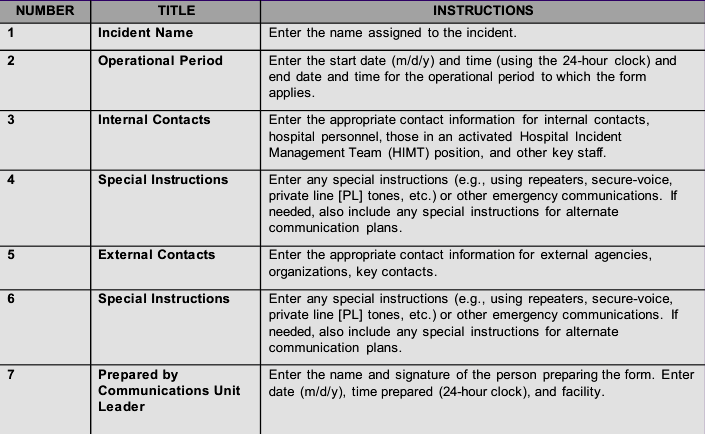 NUMBER TITLE INSTRUCTIONS
1 Incident Name Enter the name assigned to the incident.
2 Operational Period Enter the start date (m/d/y) and time (using the 24-hour clock) and
end date and time for the operational period to which the form
applies.
3 Internal Contacts Enter the appropriate contact information for internal contacts,
hospital personnel, those in an activated Hospital Incident
Management Team (HIMT) position, and other key staff.
4 Special Instructions Enter any special instructions (e.g., using repeaters, secure-voice,
private line [PL] tones, etc.) or other emergency communications. If
needed, also include any special instructions for alternate
communication plans.
5 External Contacts Enter the appropriate contact information for external agencies,
organizations, key contacts.
6 Special Instructions Enter any special instructions (e.g., using repeaters, secure-voice,
private line [PL] tones, etc.) or other emergency communications. If
needed, also include any special instructions for alternate
communication plans.
7 Prepared by Enter the name and signature of the person preparing the form. Enter
Communications Unit date (m/d/y), time prepared (24-hour clock), and facility.
Leader